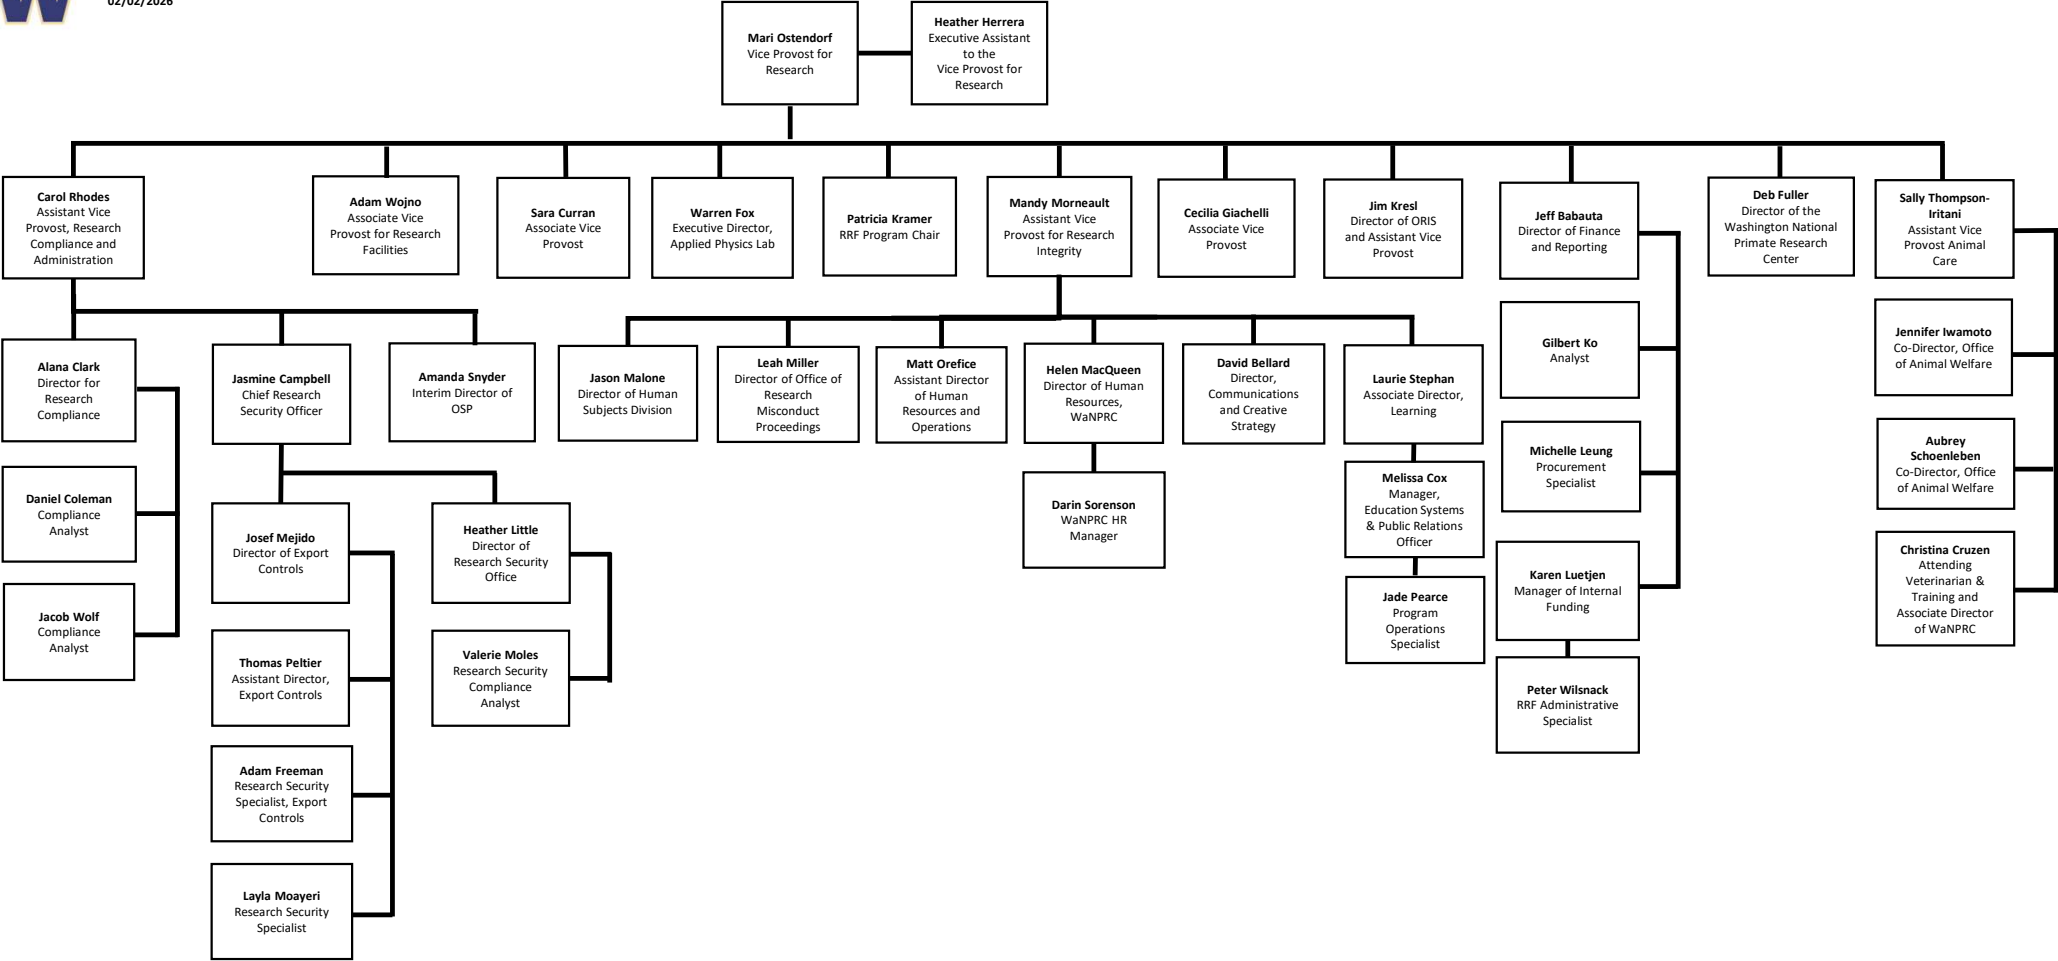 02/02/2026
Mari Ostendorf
Vice Provost for
Research
Heather Herrera
Executive Assistant
to the
Vice Provost for
Research
Carol Rhodes
Assistant Vice
Provost, Research
Compliance and
Administration
Adam Wojno
Associate Vice
Provost for Research
Facilities
Sara Curran
Associate Vice
Provost
Warren Fox
Executive Director,
Applied Physics Lab
Patricia Kramer
RRF Program Chair
Mandy Morneault
Assistant Vice
Provost for Research
Integrity
Cecilia Giachelli
Associate Vice
Provost
Jim Kresl
Director of ORIS
and Assistant Vice
Provost
Jeff Babauta
Director of Finance
and Reporting
Deb Fuller
Director of the
Washington National
Primate Research
Center
Sally Thompson-
Iritani
Assistant Vice
Provost Animal
Care
Alana Clark
Director for
Research
Compliance
Jasmine Campbell
Chief Research
Security Officer
Amanda Snyder
Interim Director of
OSP
Jason Malone
Director of Human
Subjects Division
Leah Miller
Director of Office of
Research
Misconduct
Proceedings
Matt Orefice
Assistant Director
of Human
Resources and
Operations
Helen MacQueen
Director of Human
Resources,
WaNPRC
David Bellard
Director,
Communications
and Creative
Strategy
Laurie Stephan
Associate Director,
Learning
Gilbert Ko
Analyst
Jennifer Iwamoto
Co-Director, Office
of Animal Welfare
Daniel Coleman
Compliance
Analyst
Josef Mejido
Director of Export
Controls
Heather Little
Director of
Research Security
Office
Darin Sorenson
WaNPRC HR
Manager
Melissa Cox
Manager,
Education Systems
& Public Relations
Officer
Michelle Leung
Procurement
Specialist
Aubrey
Schoenleben
Co-Director, Office
of Animal Welfare
Jacob Wolf
Compliance
Analyst
Thomas Peltier
Assistant Director,
Export Controls
Valerie Moles
Research Security
Compliance
Analyst
Jade Pearce
Program
Operations
Specialist
Karen Luetjen
Manager of Internal
Funding
Christina Cruzen
Attending
Veterinarian &
Training and
Associate Director
of WaNPRC
Peter Wilsnack
RRF Administrative
Specialist
Adam Freeman
Research Security
Specialist, Export
Controls
Layla Moayeri
Research Security
Specialist